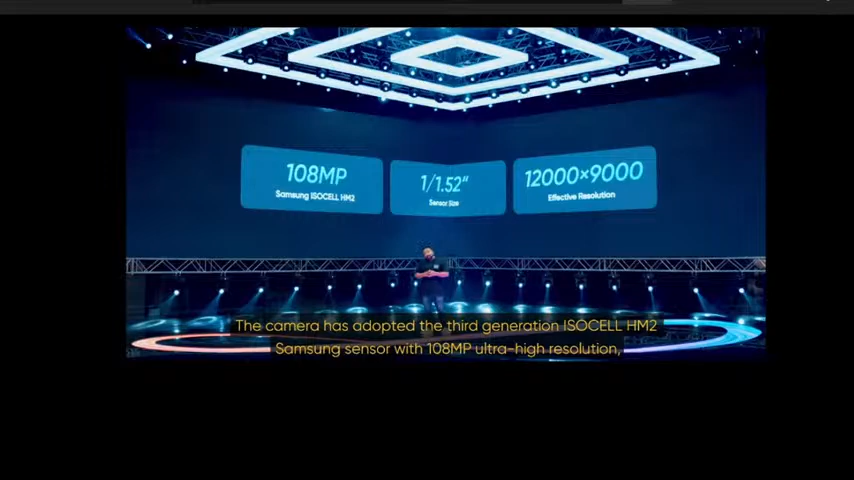 108MP
Samsung ISOCELL HM2
1/1.52"
Sensor Size
12000×9000
Effective Resolution
The camera has adopted the third generation ISOCELL HM2
Samsung sensor with 108MP ultra-high resolution,